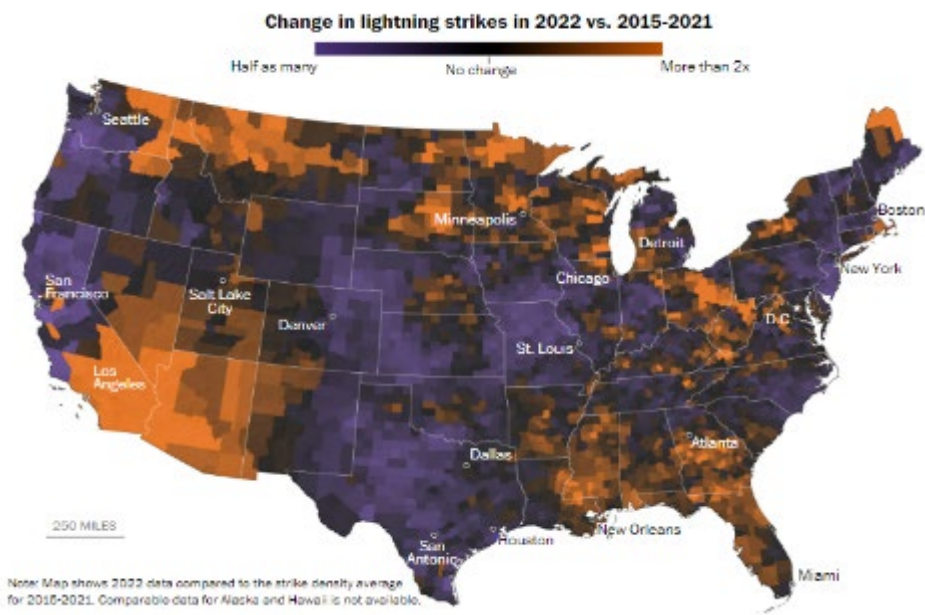 Change in lightning strikes in 2022 vs. 2015-2021
Half as many
No change
More than 2x
Seattle
Minneapolis
Boston
Detroit
San
Francisco
Salt Lake
City
Chicago
New York
Denver
D.C
St. Louis
Los
Angeles
Atlanta
Dallas
250 MILES
New Orleans
San
Antonio
Houston
Miami
Note: Map shows 2022 data compared to the strike density average
for 2015-2021. Comparable data for Alaska and Hawaii is not available.